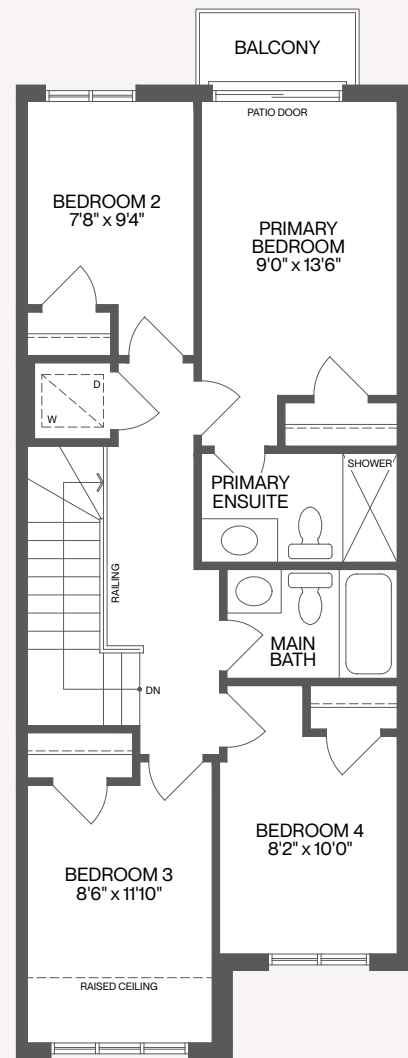 BALCONY
PATIO DOOR
BEDROOM 2
7'8" x 9'4"
PRIMARY
BEDROOM
9'0" x 13'6"
D
W
SHOWER
PRIMARY
ENSUITE
RAILING
MAIN
BATH
DN
BEDROOM 4
8'2" x 10'0"
BEDROOM 3
8'6" x 11'10"
RAISED CEILING